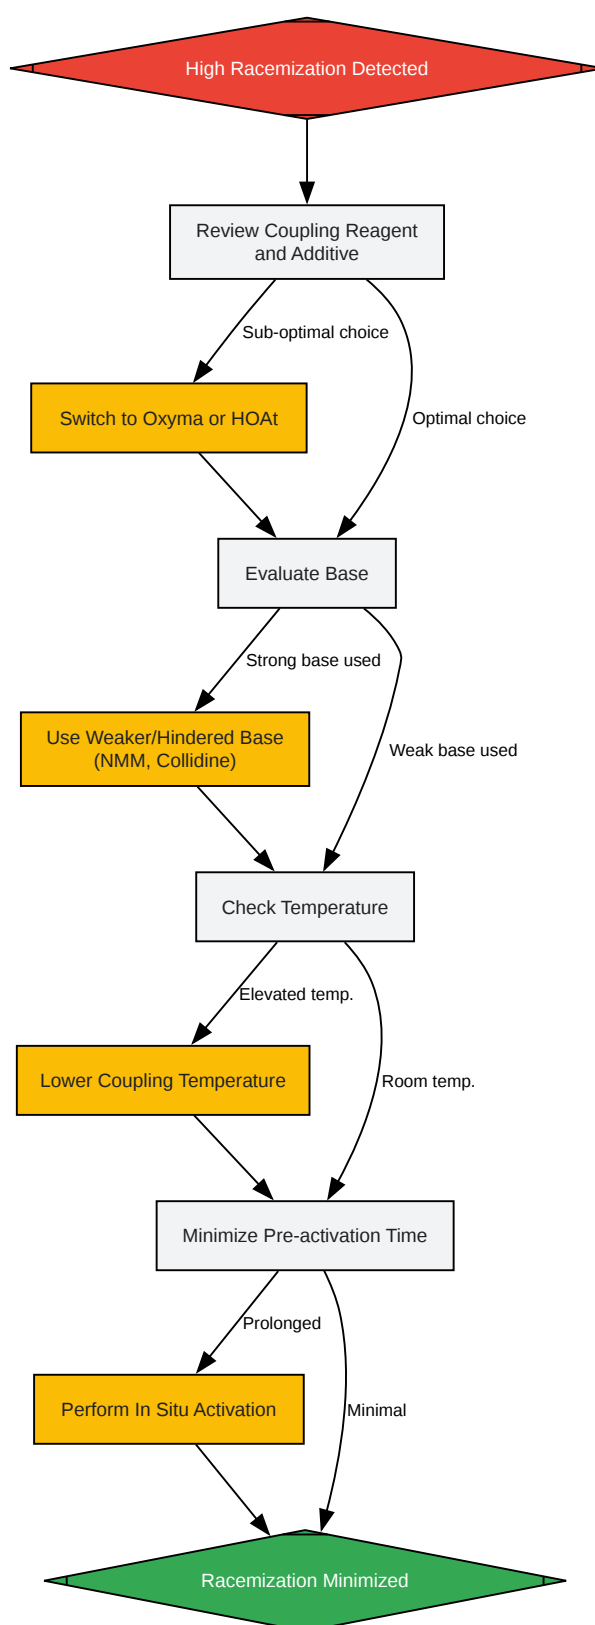 High Racemization Detected
Review Coupling Reagent
and Additive
Sub-optimal choice
Switch to Oxyma or HOAt
Optimal choice
Evaluate Base
Strong base used
Use Weaker/Hindered Base
(NMM, Collidine)
Weak base used
Check Temperature
Elevated temp.
Lower Coupling Temperature
Room temp.
Minimize Pre-activation Time
Prolonged
Perform In Situ Activation
Minimal
Racemization Minimized